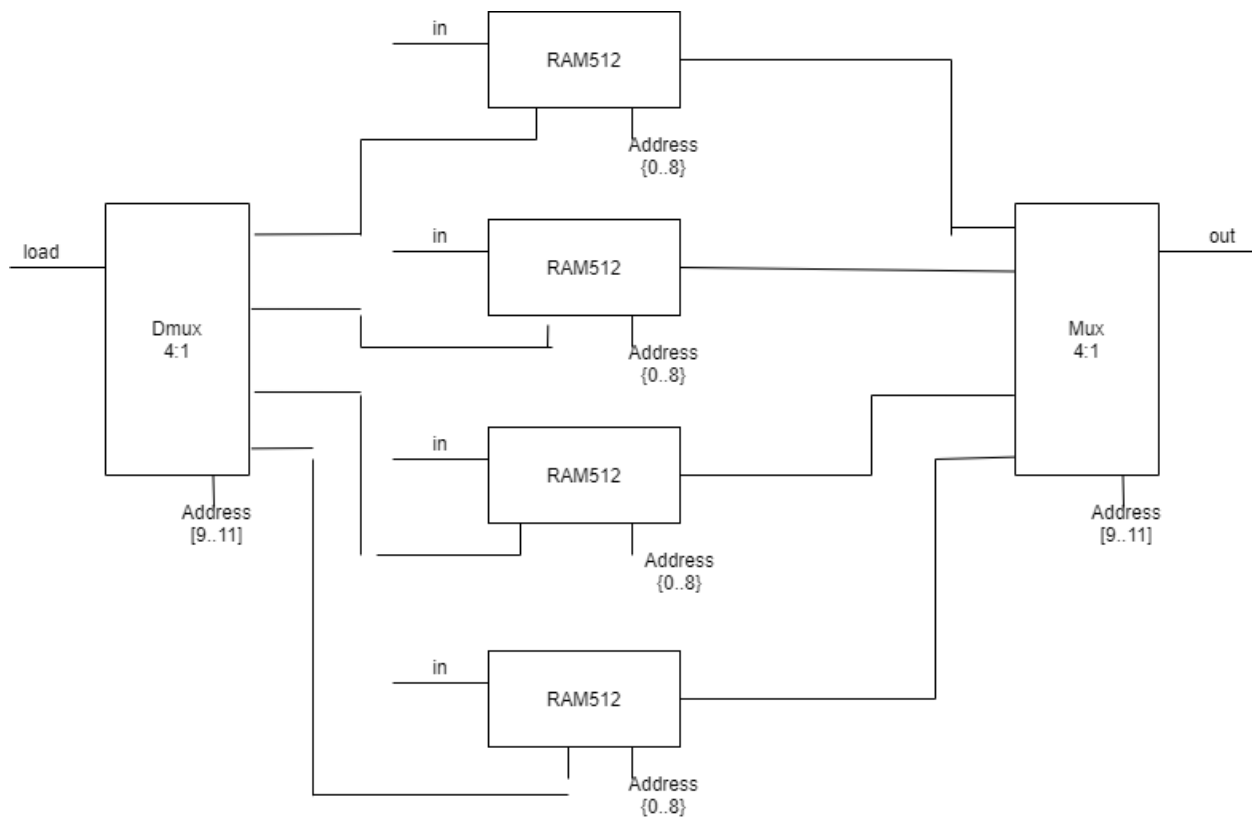 in
RAM512
Address
{0..8}
load
in
RAM512
out
Dmux
4:1
Mux
4:1
Address
{0..8}
in
RAM512
Address
[9..11]
Address
[9..11]
Address
{0..8}
in
RAM512
Address
{0..8}